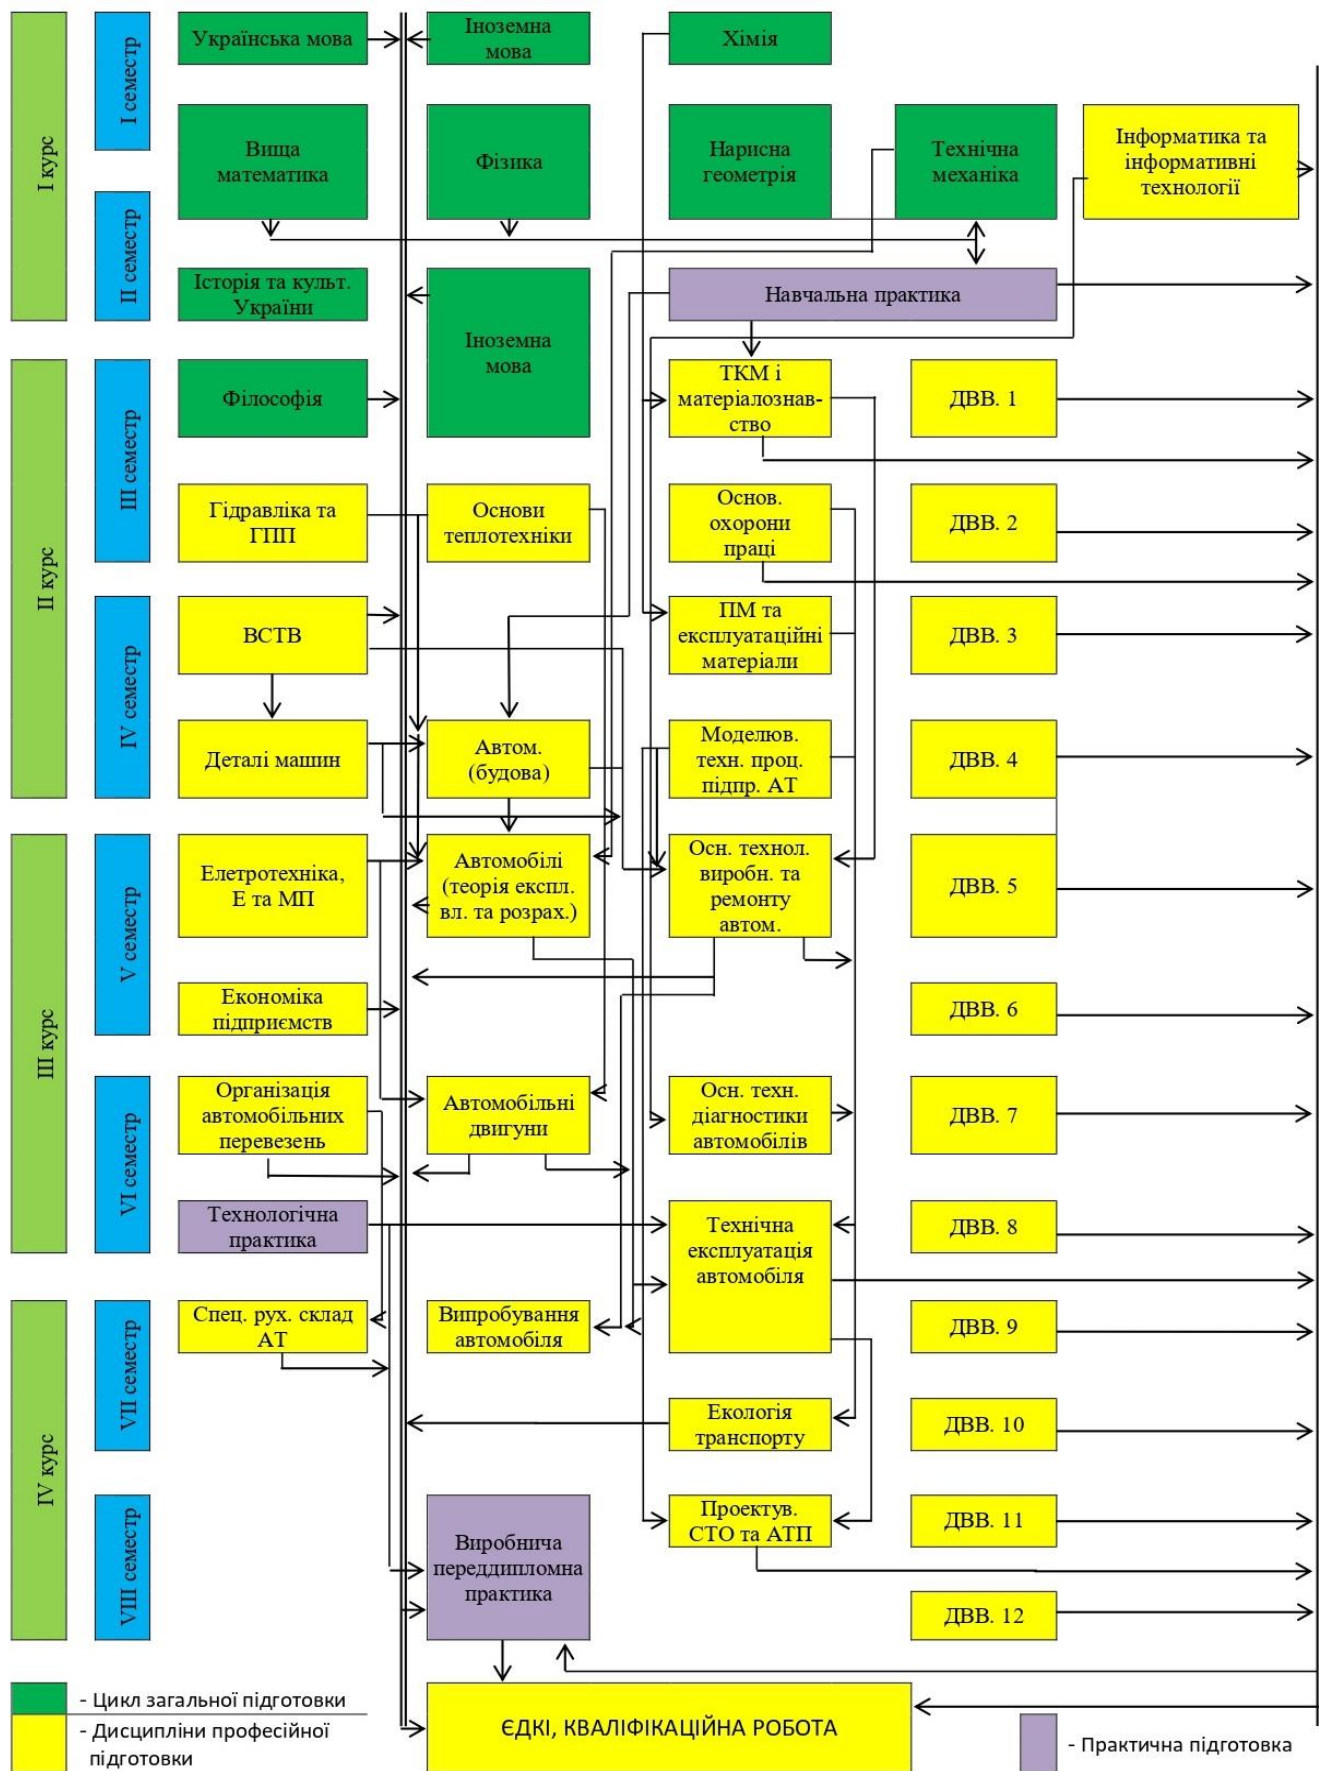 I курс
I семестр
Українська мова
Іноземна
мова
Хімія
Вища
математика
Фізика
Нарисна
геометрія
Технічна
механіка
Інформатика та
інформативні
технології
II семестр
Історія та культ.
України
Іноземна
мова
Навчальна практика
II курс
III семестр
Філософія
ТКМ і
матеріалознав-
ство
ДВВ. 1
Гідравліка та
ГПП
Основи
теплотехніки
Основ.
охорони
праці
ДВВ. 2
IV семестр
ВСТВ
ПМ та
експлуатаційні
матеріали
ДВВ. 3
Деталі машин
Автом.
(будова)
Моделюв.
техн. проц.
підпр. АТ
ДВВ. 4
III курс
V семестр
Елетротехніка,
Е та МП
Автомобілі
(теорія експл.
вл. та розрах.)
Осн. технол.
виробн. та
ремонту
автом.
ДВВ. 5
Економіка
підприємств
ДВВ. 6
VI семестр
Організація
автомобільних
перевезень
Автомобільні
двигуни
Осн. техн.
діагностики
автомобілів
ДВВ. 7
Технологічна
практика
Технічна
експлуатація
автомобіля
ДВВ. 8
IV курс
VII семестр
Спец. рух. склад
АТ
Випробування
автомобіля
ДВВ. 9
Екологія
транспорту
ДВВ. 10
VIII семестр
Виробнича
переддипломна
практика
Проектув.
СТО та АТП
ДВВ. 11
ДВВ. 12
- Цикл загальної підготовки
- Дисципліни професійної
підготовки
ЄДКІ, КВАЛІФІКАЦІЙНА РОБОТА
- Практична підготовка